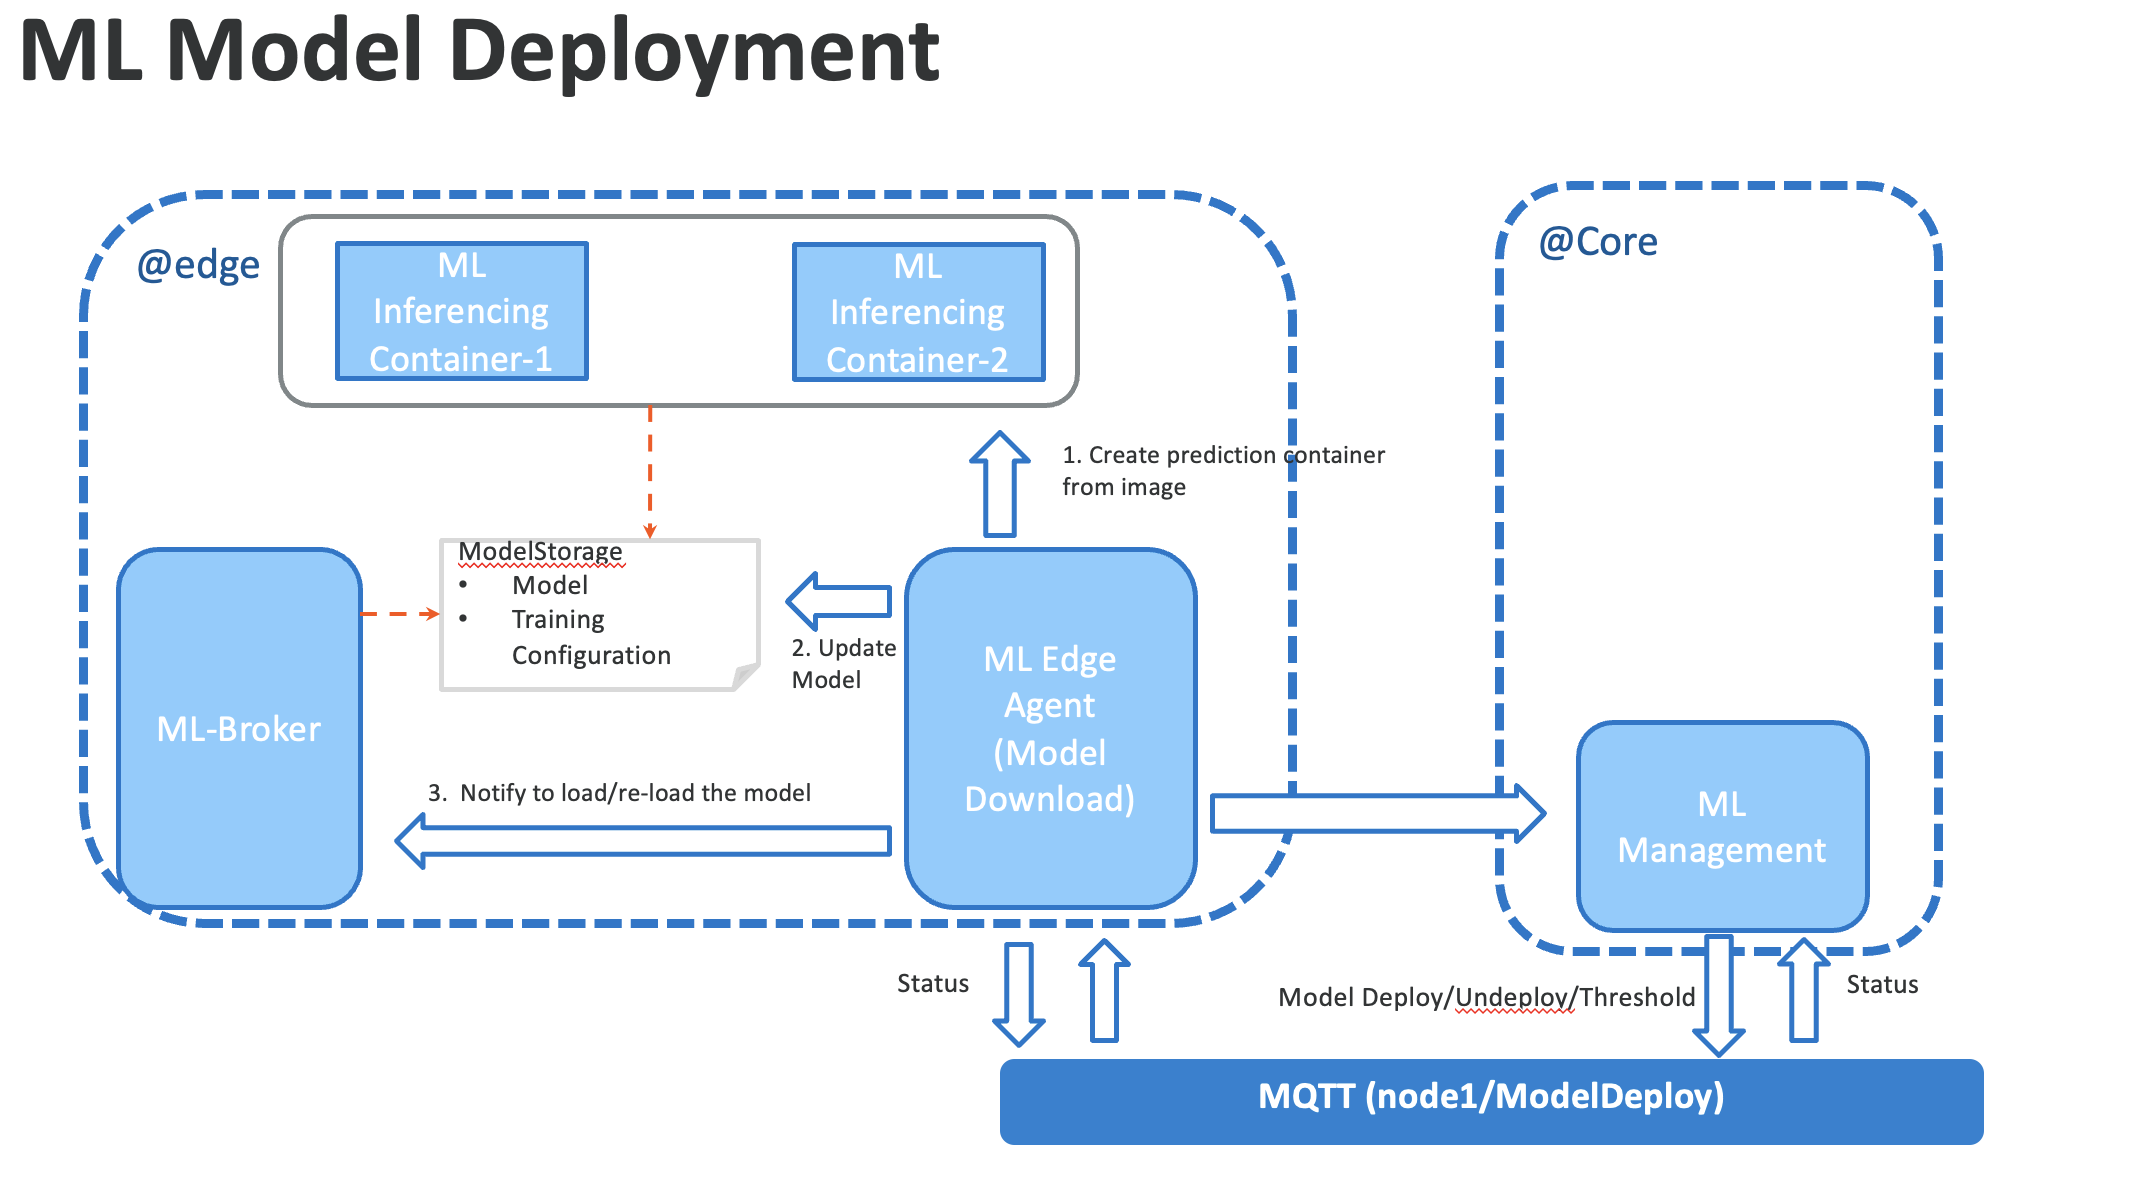 ML Model Deployment
@edge
ML
Inferencing
Container-1
ML
Inferencing
Container-2
@Core
1. Create prediction container
from image
ModelStorage
• Model
• Training
Configuration
2. Update
Model
ML-Broker
ML Edge
Agent
(Model
Download)
3. Notify to load/re-load the model
ML
Management
Status
Model Deploy/Undeploy/Threshold
Status
MQTT (node1/ModelDeploy)